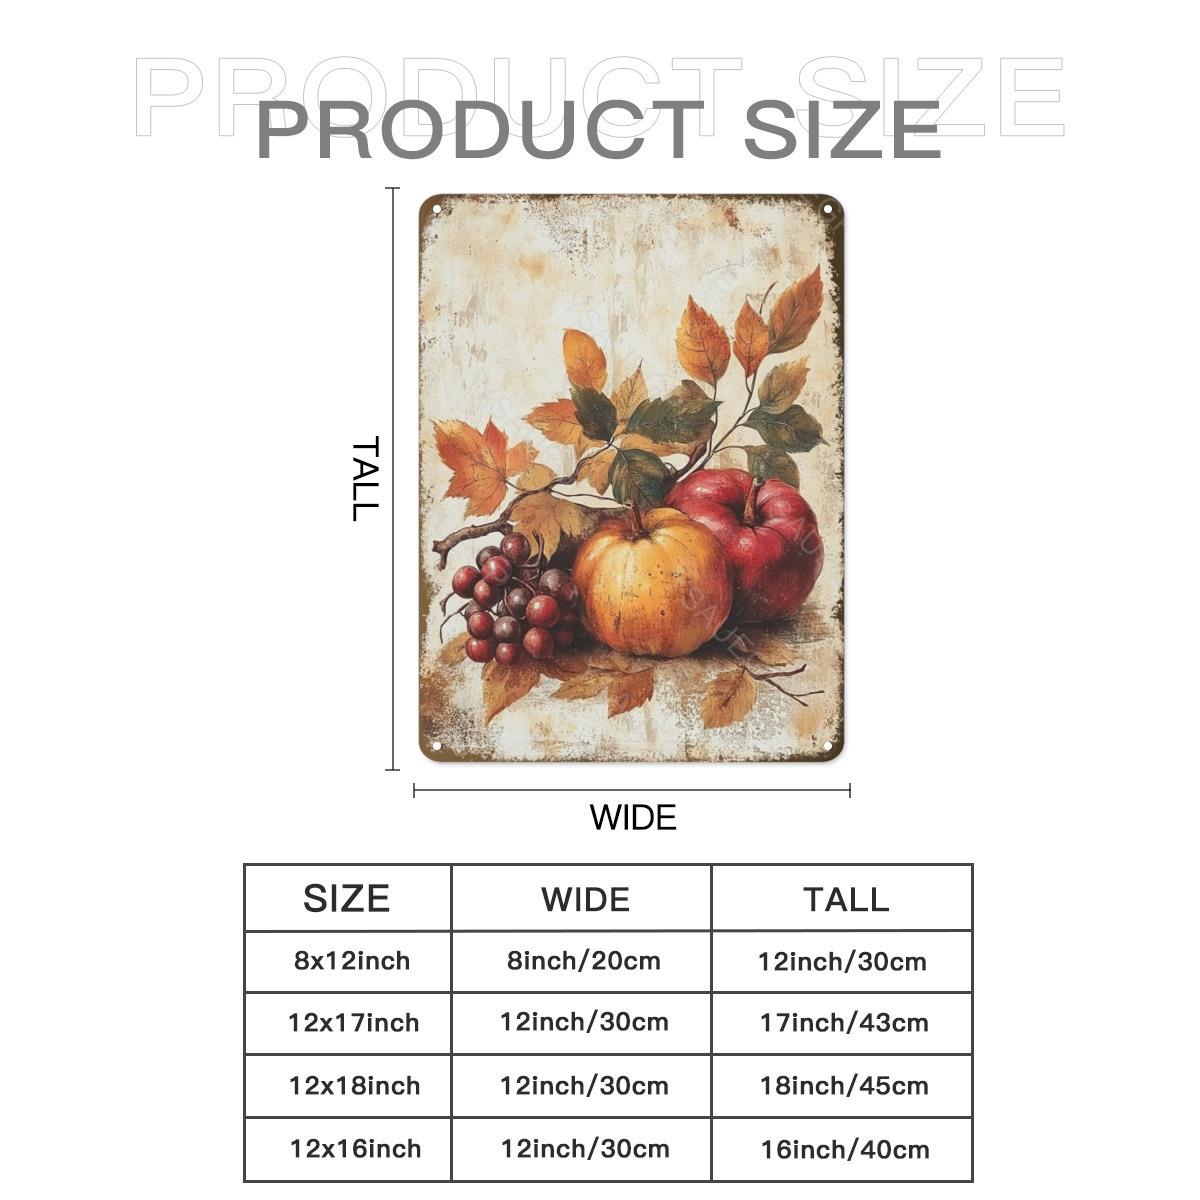 PRODUCT SIZE
PRODUCT SIZE
TALL
WIDE
SIZE WIDE TALL
8x12inch 8inch/20cm 12inch/30cm
12x17inch 12inch/30cm 17inch/43cm
12x18inch 12inch/30cm 18inch/45cm
12x16inch 12inch/30cm 16inch/40cm